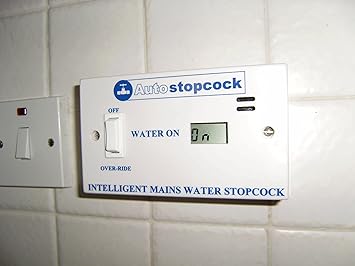 Autostopcock
OFF
WATER ON
On
OVER-RIDE
INTELLIGENT MAINS WATER STOPCOCK